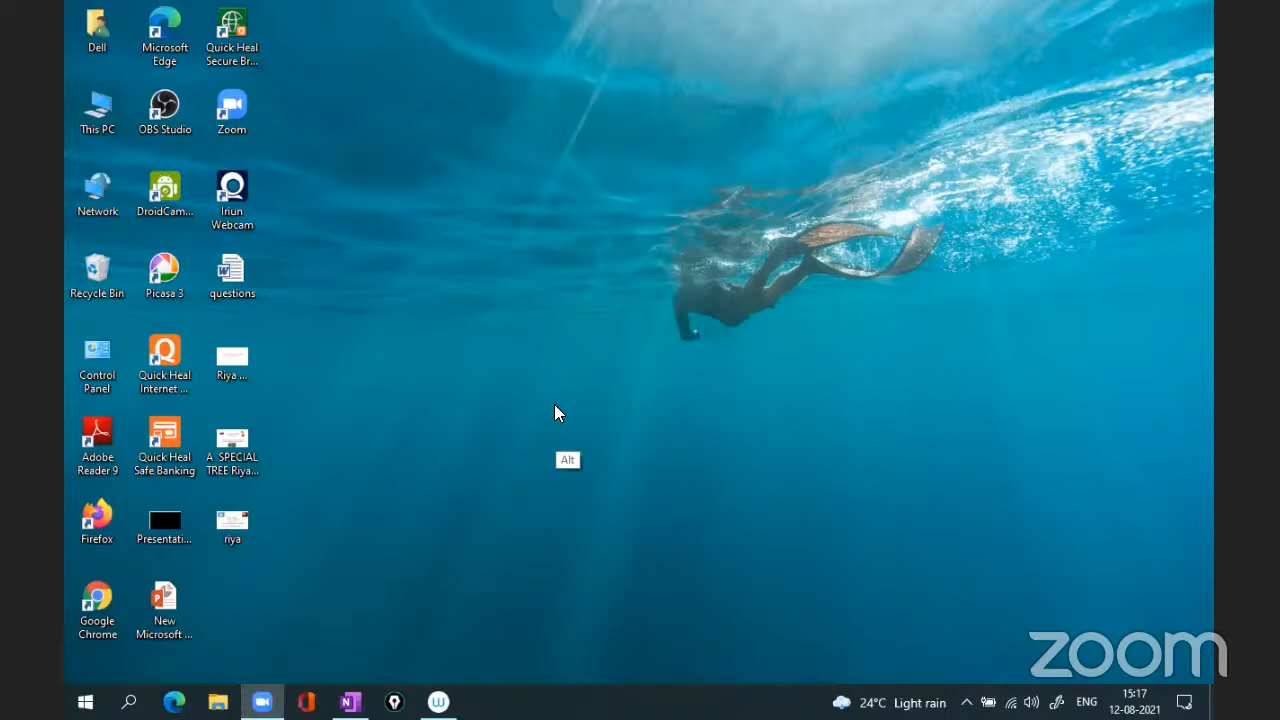 Dell
Microsoft
Edge
Quick Heal
Secure Br...
This PC
OBS Studio
Zoom
Network
DroidCam...
Iriun
Webcam
Recycle Bin
Picasa 3
questions
Control
Panel
Quick Heal
Internet ...
Riya ...
Adobe
Reader 9
Quick Heal
Safe Banking
A SPECIAL
TREE Riya...
Firefox
Presentati...
riya
Google
Chrome
New
Microsoft ...
Alt
zoom
24°C Light rain
ENG
15:17
12-08-2021